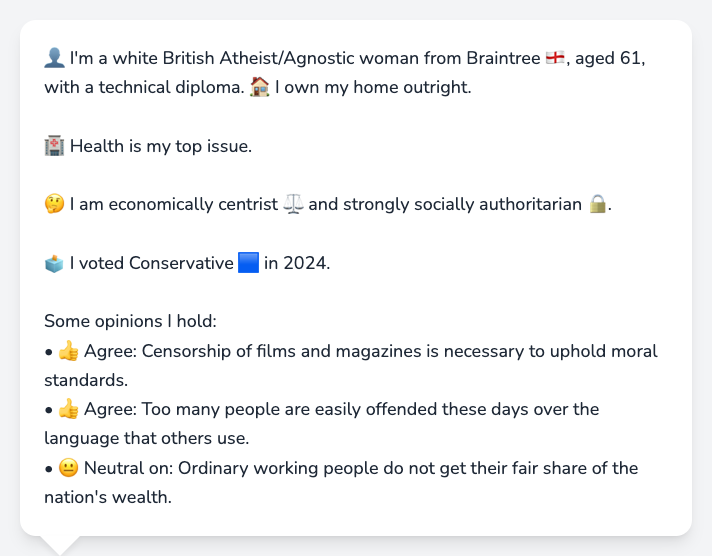 👤 I'm a white British Atheist/Agnostic woman from Braintree 🏴󠁧󠁢󠁥󠁮󠁧󠁿, aged 61,
with a technical diploma. 🏠 I own my home outright.
🏥 Health is my top issue.
🤔 I am economically centrist ⚖️ and strongly socially authoritarian 🔒.
🗳️ I voted Conservative 🟦 in 2024.
Some opinions I hold:
• 👍 Agree: Censorship of films and magazines is necessary to uphold moral
standards.
• 👍 Agree: Too many people are easily offended these days over the
language that others use.
• 😐 Neutral on: Ordinary working people do not get their fair share of the
nation's wealth.